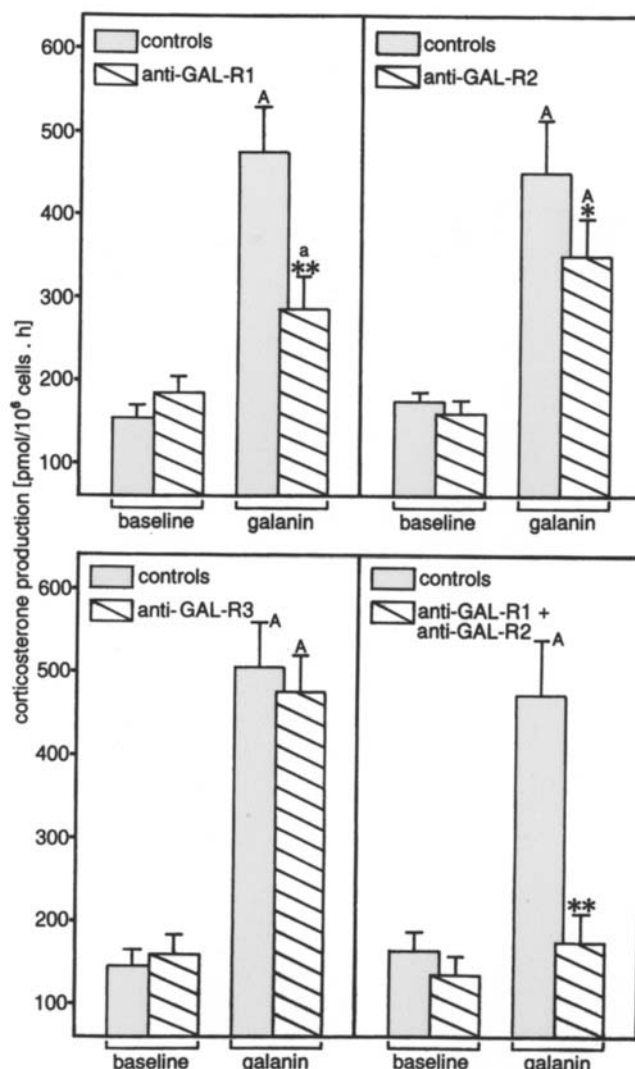 corticosterone production [pmol/10⁶ cells . h]
600
500
400
300
200
100
controls
anti-GAL-R1
A
a
**
baseline
galanin
controls
anti-GAL-R2
A
A
*
baseline
galanin
600
500
400
300
200
100
controls
anti-GAL-R3
A
A
baseline
galanin
controls
anti-GAL-R1 +
anti-GAL-R2
A
**
baseline
galanin